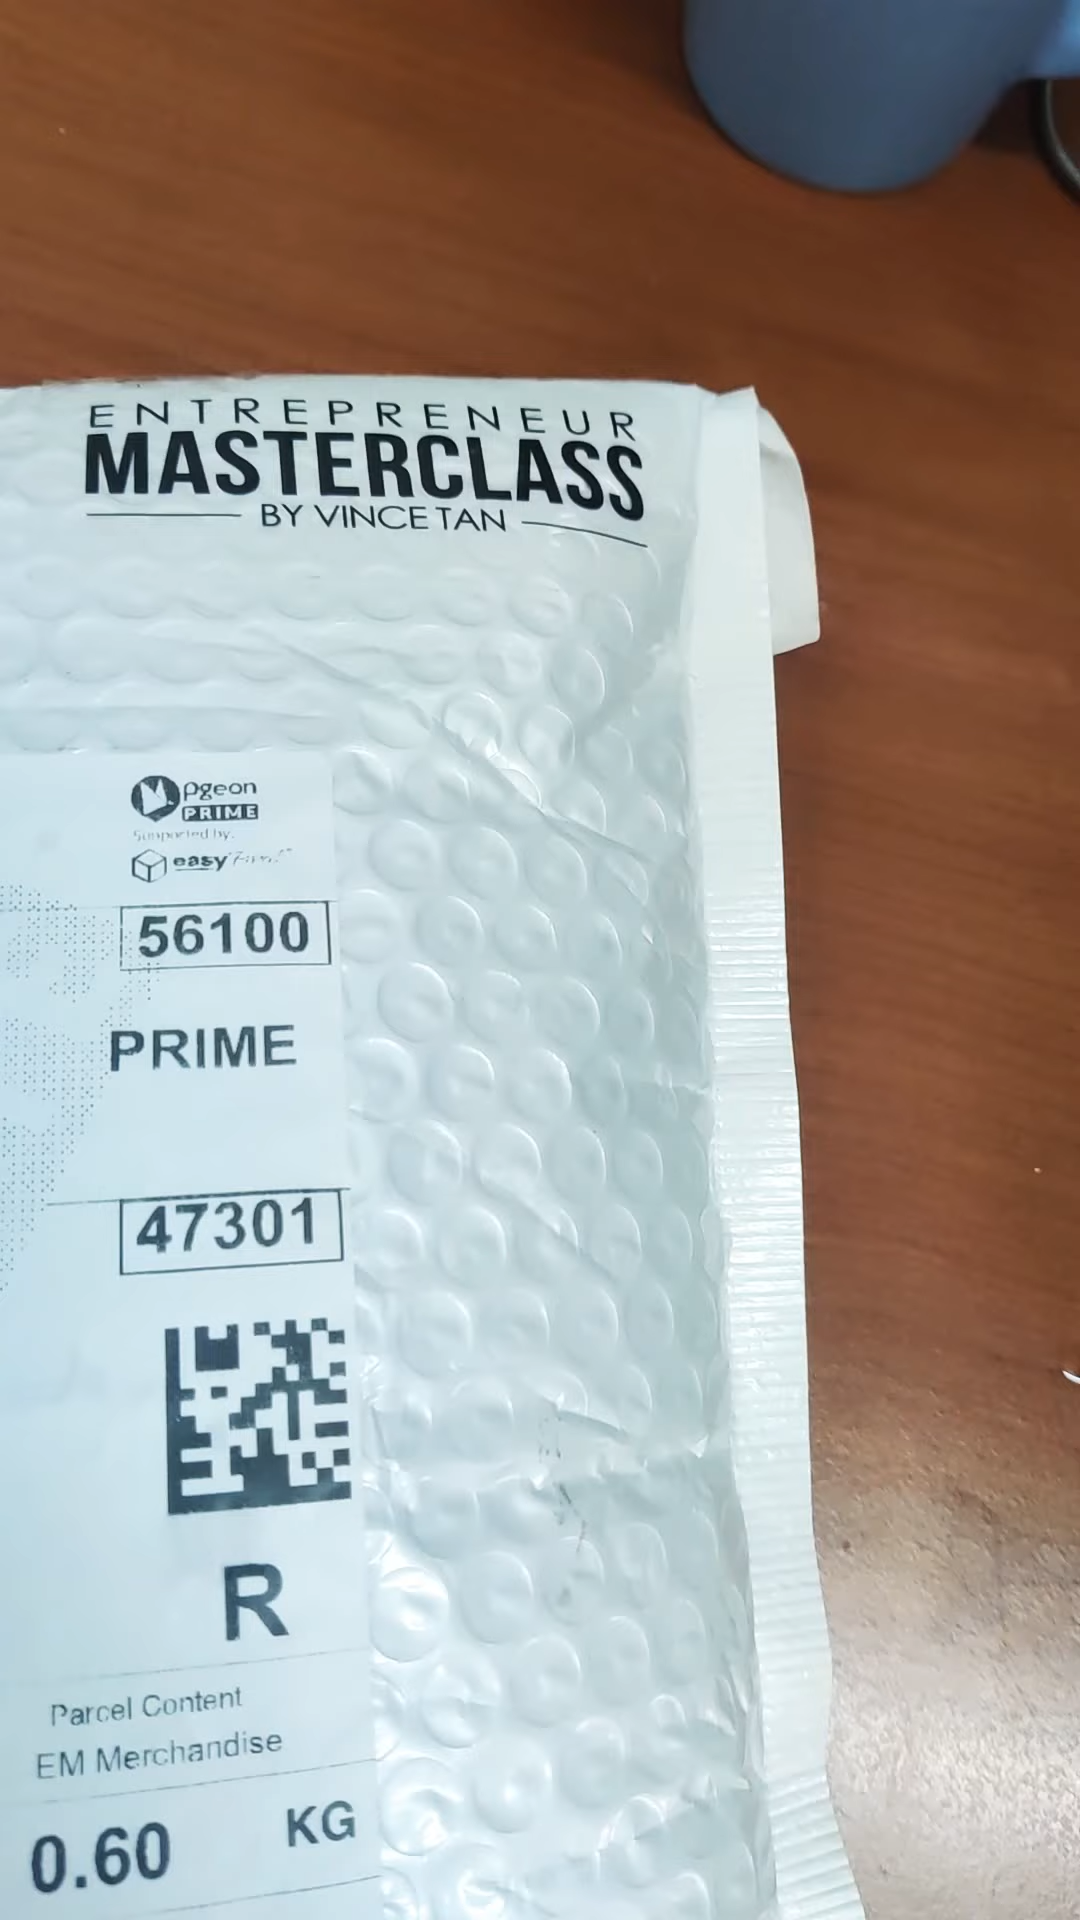 ENTREPRENEUR
MASTERCLASS
BY VINCE TAN
Pgeon
PRIME
Supported by:
easy
56100
PRIME
47301
R
Parcel Content
EM Merchandise
0.60 KG